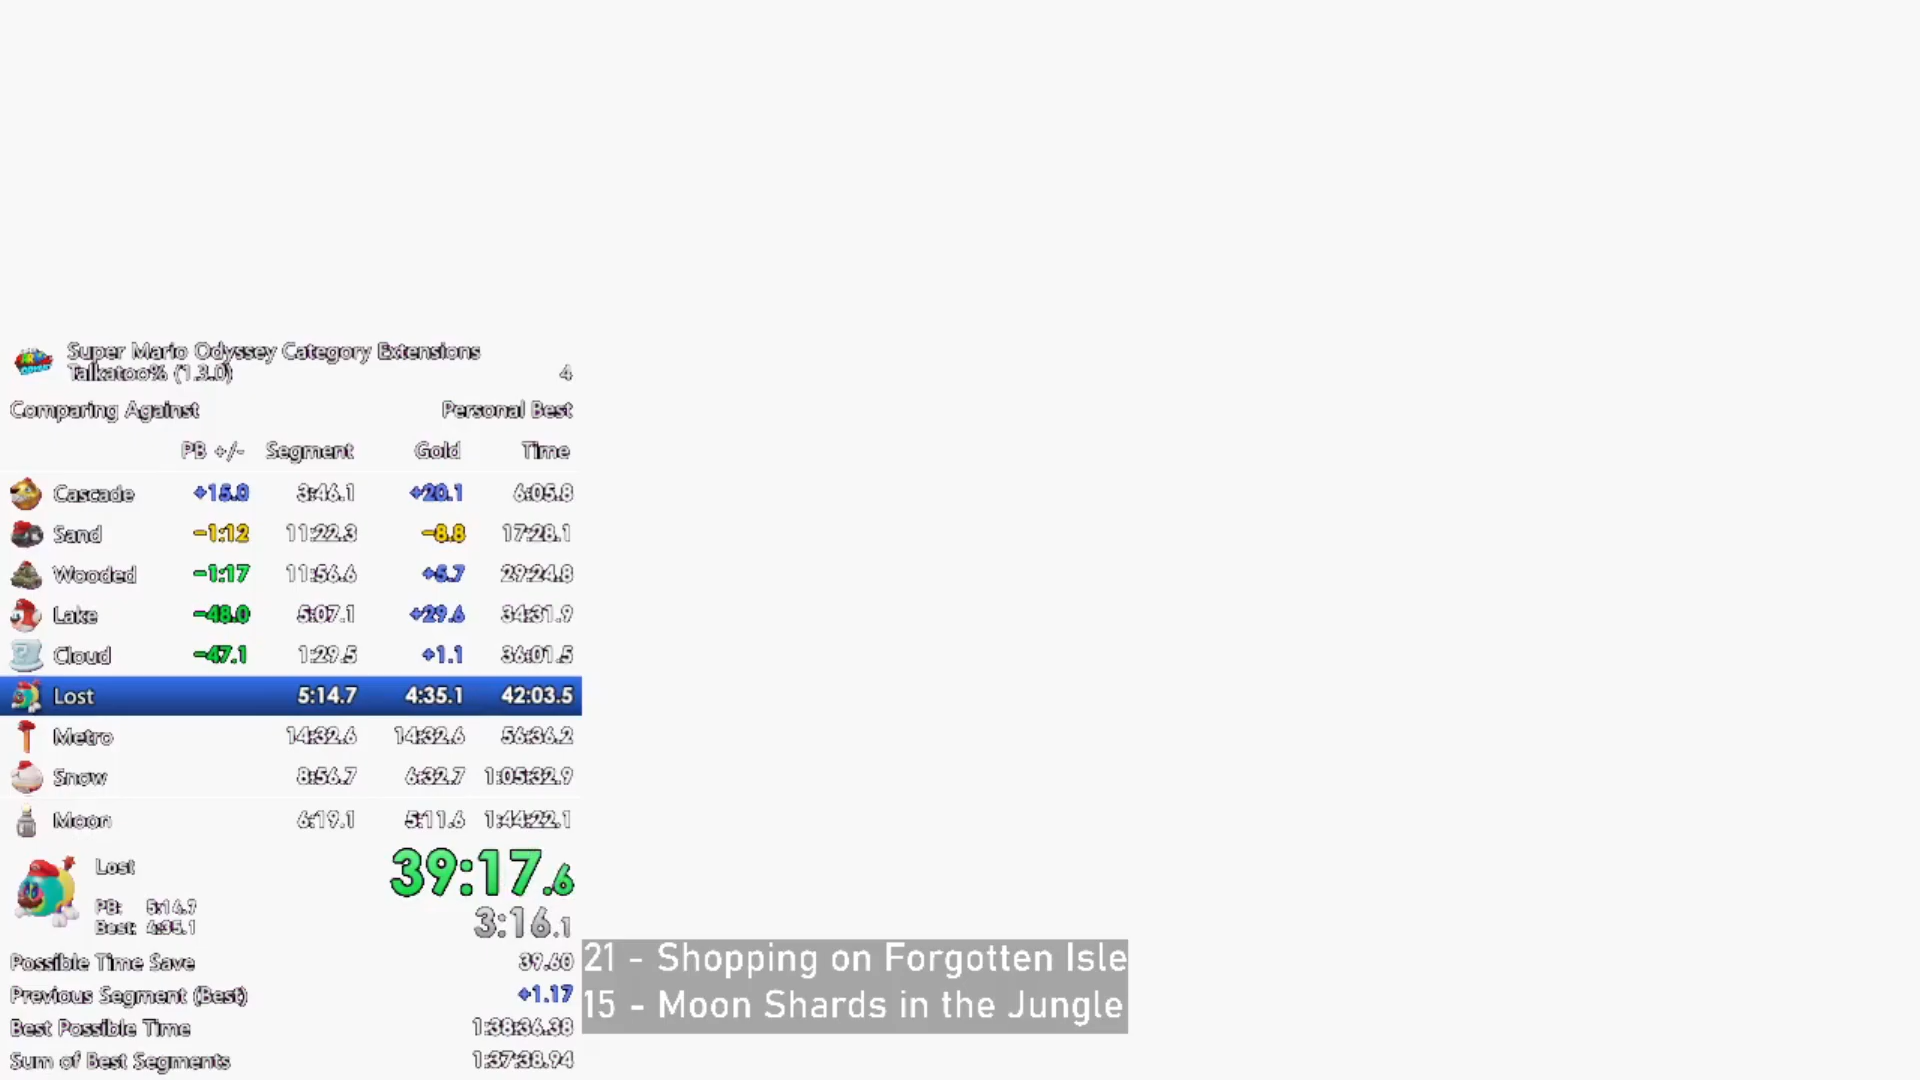 Super Mario Odyssey Category Extensions
Talkatoo% (1.3.0) 4
Comparing Against Personal Best
PB +/- Segment Gold Time
Cascade +15.0 3:46.1 +20.1 6:05.8
Sand -1:12 11:22.3 -8.8 17:28.1
Wooded -1:17 11:56.6 +5.7 29:24.8
Lake -48.0 5:07.1 +29.6 34:31.9
Cloud -47.1 1:29.5 +1.1 36:01.5
Lost 5:14.7 4:35.1 42:03.5
Metro 14:32.6 14:32.6 56:36.2
Snow 8:56.7 6:32.7 1:05:32.9
Moon 6:19.1 5:11.6 1:44:22.1
Lost 39:17.6
PB: 5:14.7 3:16.1
Best: 4:35.1
Possible Time Save 39.60
Previous Segment (Best) +1.17
Best Possible Time 1:38:36.38
Sum of Best Segments 1:37:38.94
21 - Shopping on Forgotten Isle
15 - Moon Shards in the Jungle